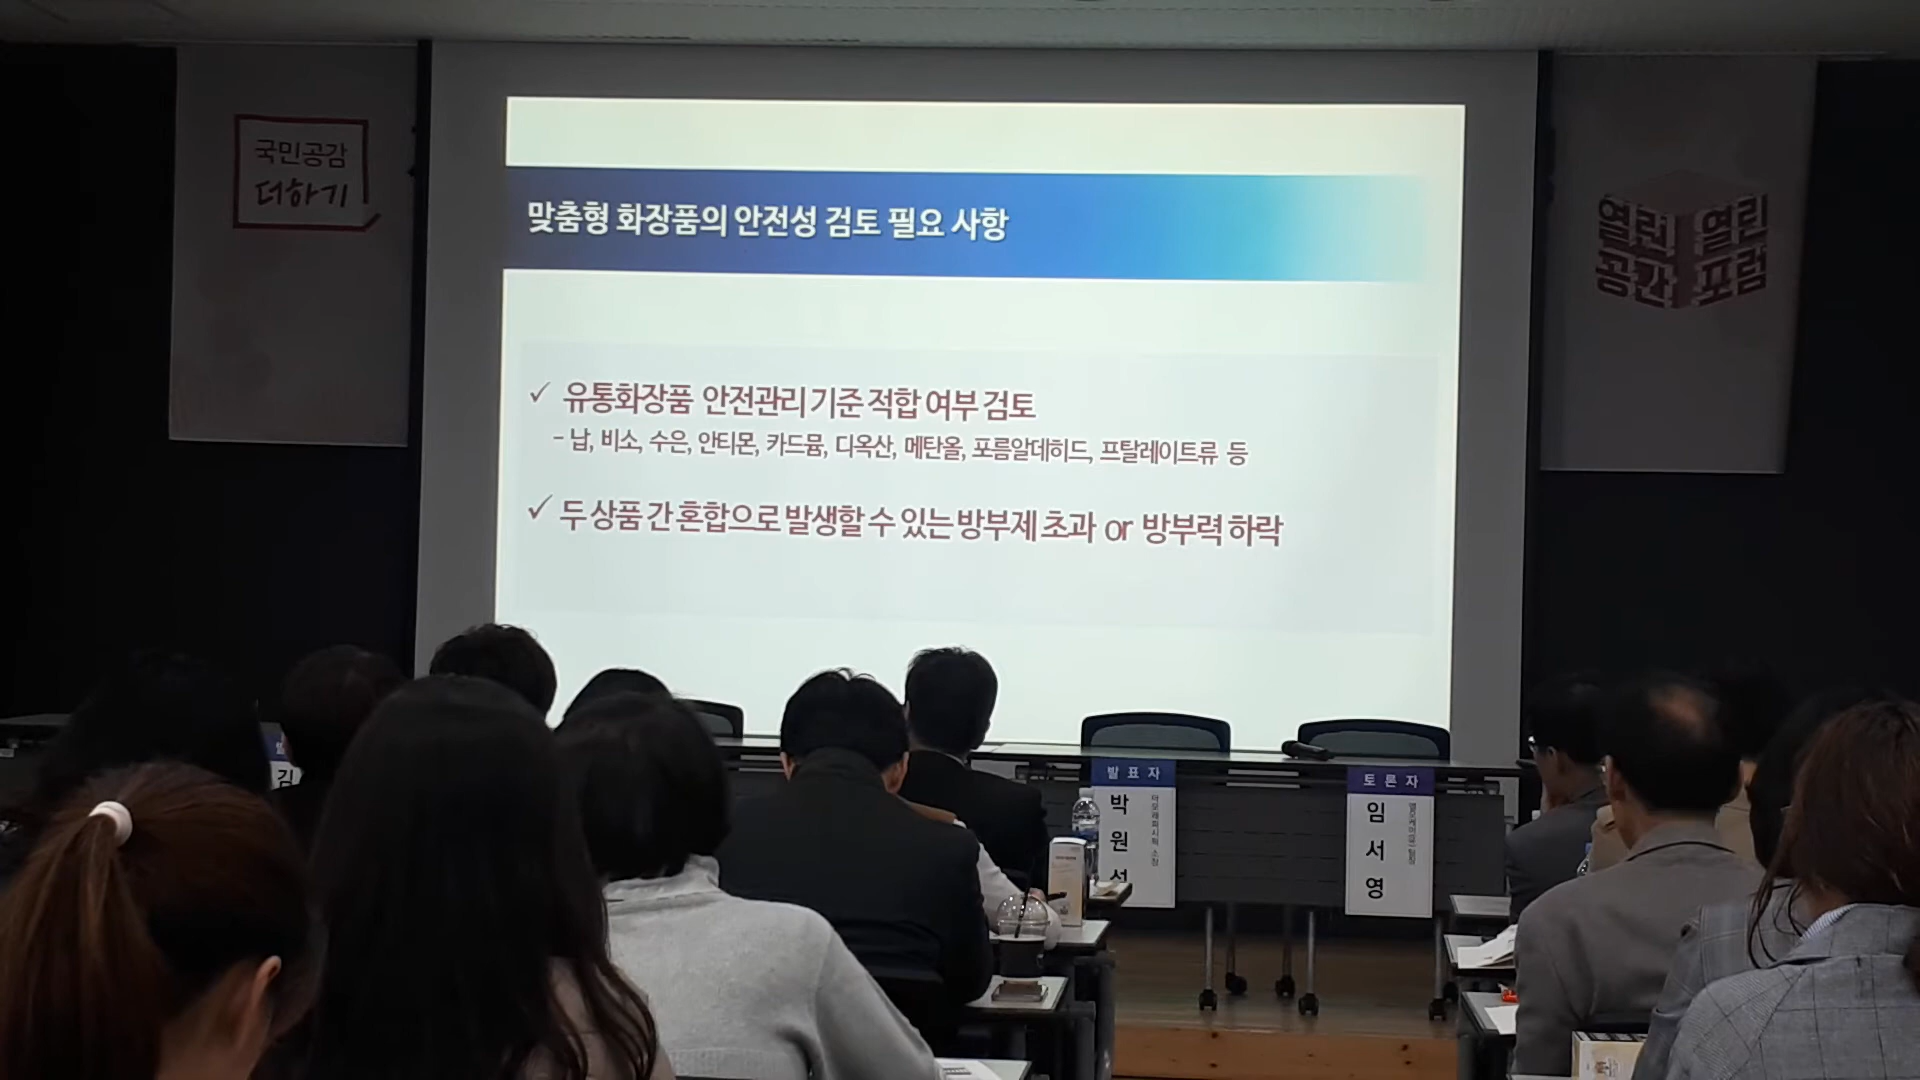 국민공감
더하기
맞춤형 화장품의 안전성 검토 필요 사항
✓ 유통화장품 안전관리 기준 적합 여부 검토
- 납, 비소, 수은, 안티몬, 카드뮴, 디옥산, 메탄올, 포름알데히드, 프탈레이트류 등
✓ 두 상품 간 혼합으로 발생할 수 있는 방부제 초과 or 방부력 하락
열린 열린
공간 포럼
김
발표자
박원
토론자
임서영